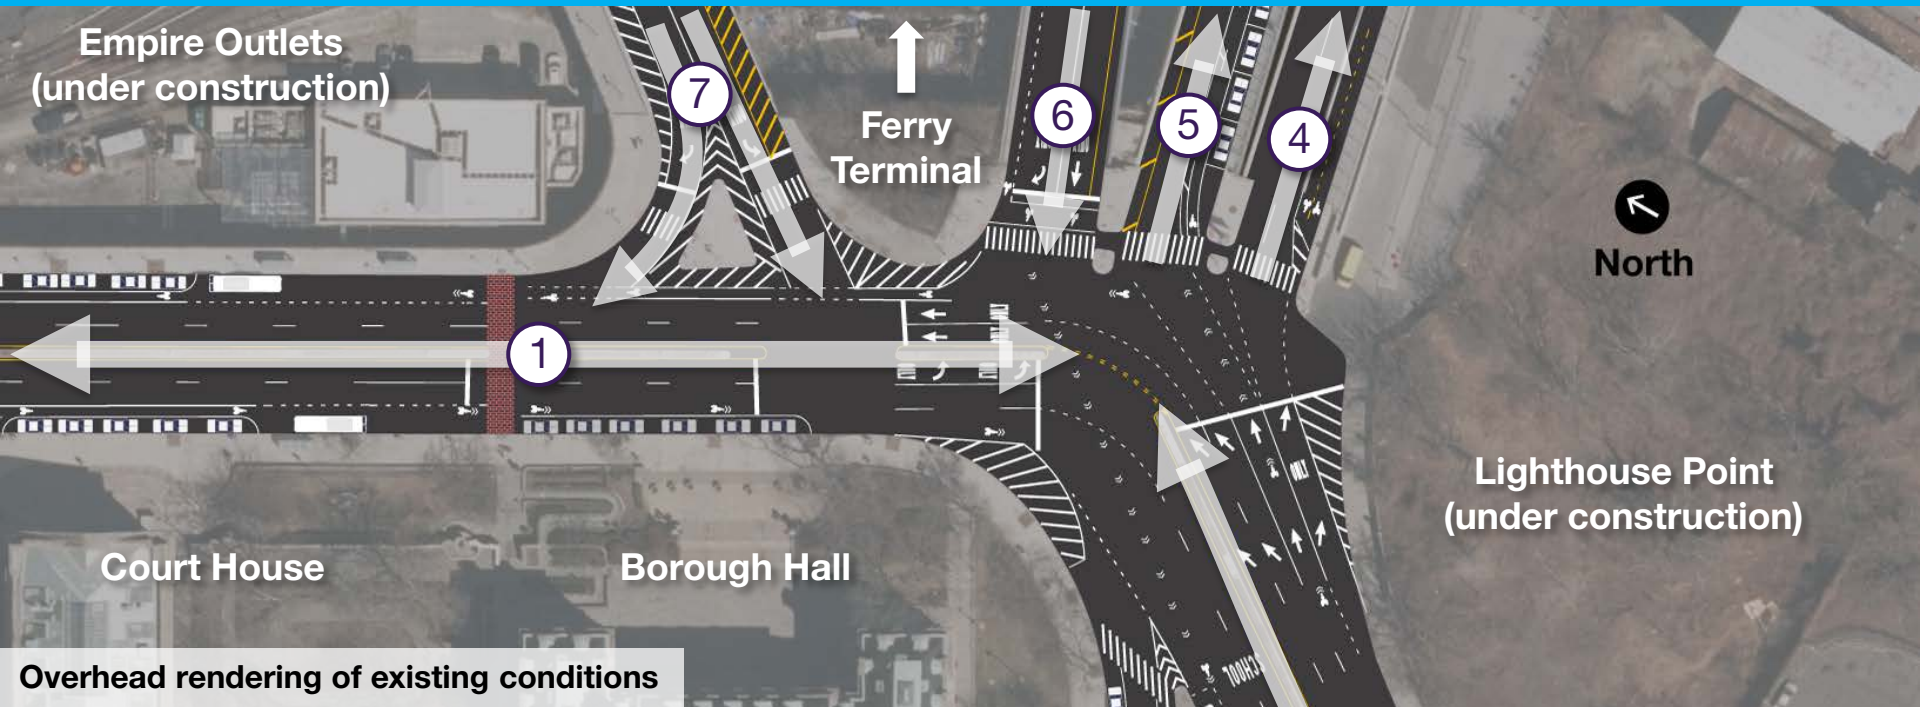 Empire Outlets
(under construction)
7
Ferry
Terminal
6
5
4
North
1
Lighthouse Point
(under construction)
Court House
Borough Hall
SCHOOL
Overhead rendering of existing conditions